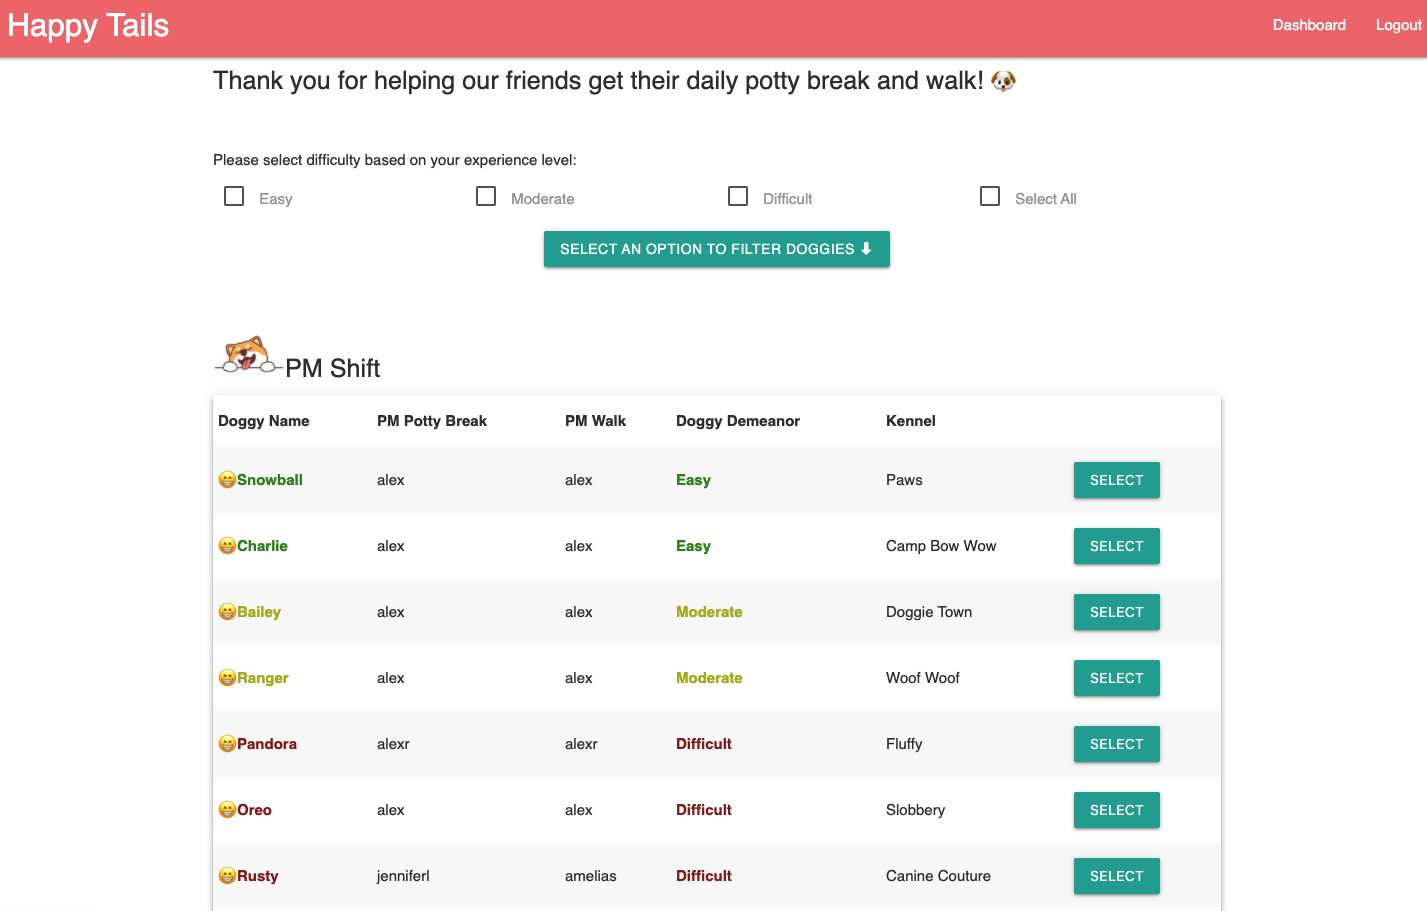 Happy Tails
Dashboard Logout
Thank you for helping our friends get their daily potty break and walk!
Please select difficulty based on your experience level:
Easy Moderate Difficult Select All
SELECT AN OPTION TO FILTER DOGGIES
PM Shift
Doggy Name PM Potty Break PM Walk Doggy Demeanor Kennel
Snowball alex alex Easy Paws SELECT
Charlie alex alex Easy Camp Bow Wow SELECT
Bailey alex alex Moderate Doggie Town SELECT
Ranger alex alex Moderate Woof Woof SELECT
Pandora alexr alexr Difficult Fluffy SELECT
Oreo alex alex Difficult Slobbery SELECT
Rusty jenniferl amelias Difficult Canine Couture SELECT